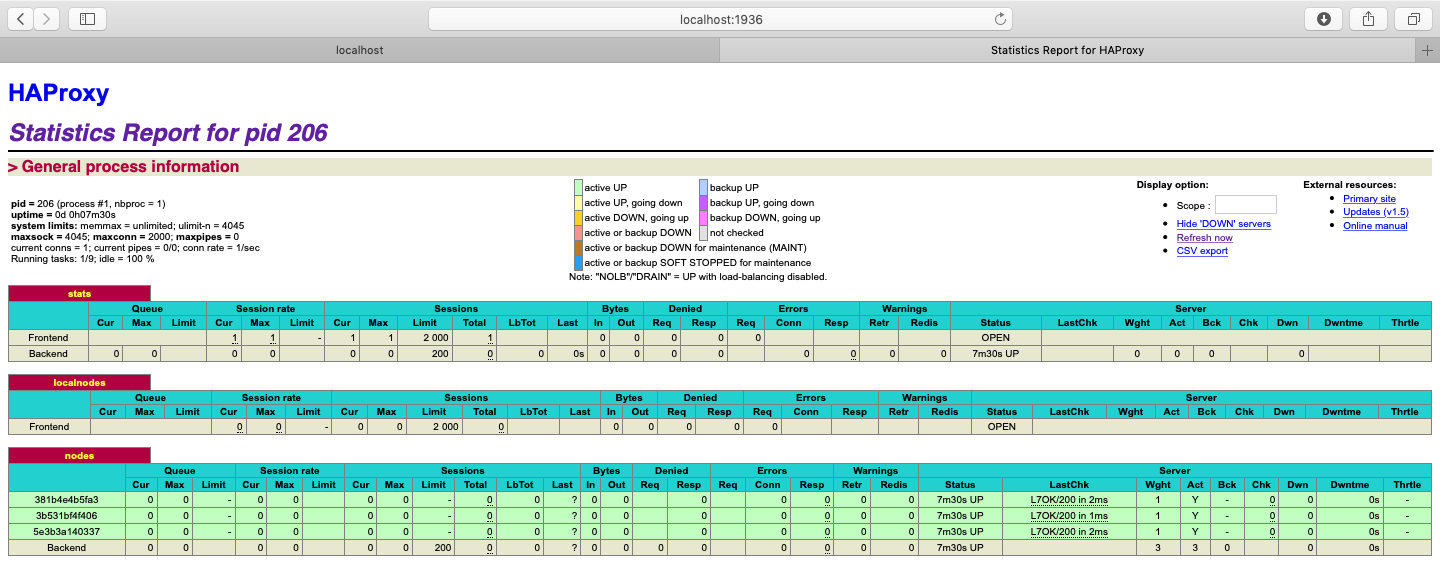 localhost:1936
localhost
Statistics Report for HAProxy
HAProxy
Statistics Report for pid 206
> General process information
pid = 206 (process #1, nbproc = 1)
uptime = 0d 0h07m30s
system limits: memmax = unlimited; ulimit-n = 4045
maxsock = 4045; maxconn = 2000; maxpipes = 0
current conns = 1; current pipes = 0/0; conn rate = 1/sec
Running tasks: 1/9; idle = 100 %
active UP backup UP
active UP, going down backup UP, going down
active DOWN, going up backup DOWN, going up
active or backup DOWN not checked
active or backup DOWN for maintenance (MAINT)
active or backup SOFT STOPPED for maintenance
Note: "NOLB"/"DRAIN" = UP with load-balancing disabled.
Display option:
• Scope :
• Hide 'DOWN' servers
• Refresh now
• CSV export
External resources:
• Primary site
• Updates (v1.5)
• Online manual
stats
Queue Session rate Sessions Bytes Denied Errors Warnings Server
Cur Max Limit Cur Max Limit Cur Max Limit Total LbTot Last In Out Req Resp Req Conn Resp Retr Redis Status LastChk Wght Act Bck Chk Dwn Dwntme Thrtle
Frontend 1 1 - 1 1 2 000 1 0 0 0 0 0 OPEN
Backend 0 0 0 0 0 0 200 0 0 0s 0 0 0 0 0 0 0 0 7m30s UP 0 0 0 0
localnodes
Queue Session rate Sessions Bytes Denied Errors Warnings Server
Cur Max Limit Cur Max Limit Cur Max Limit Total LbTot Last In Out Req Resp Req Conn Resp Retr Redis Status LastChk Wght Act Bck Chk Dwn Dwntme Thrtle
Frontend 0 0 - 0 0 2 000 0 0 0 0 0 0 OPEN
nodes
Queue Session rate Sessions Bytes Denied Errors Warnings Server
Cur Max Limit Cur Max Limit Cur Max Limit Total LbTot Last In Out Req Resp Req Conn Resp Retr Redis Status LastChk Wght Act Bck Chk Dwn Dwntme Thrtle
381b4e4b5fa3 0 0 - 0 0 0 0 - 0 0 ? 0 0 0 0 0 0 0 7m30s UP L7OK/200 in 2ms 1 Y - 0 0 0s -
3b531bf4f406 0 0 - 0 0 0 0 - 0 0 ? 0 0 0 0 0 0 0 7m30s UP L7OK/200 in 1ms 1 Y - 0 0 0s -
5e3b3a140337 0 0 - 0 0 0 0 - 0 0 ? 0 0 0 0 0 0 0 7m30s UP L7OK/200 in 2ms 1 Y - 0 0 0s -
Backend 0 0 0 0 0 0 200 0 0 ? 0 0 0 0 0 0 0 0 7m30s UP 3 3 0 0 0s